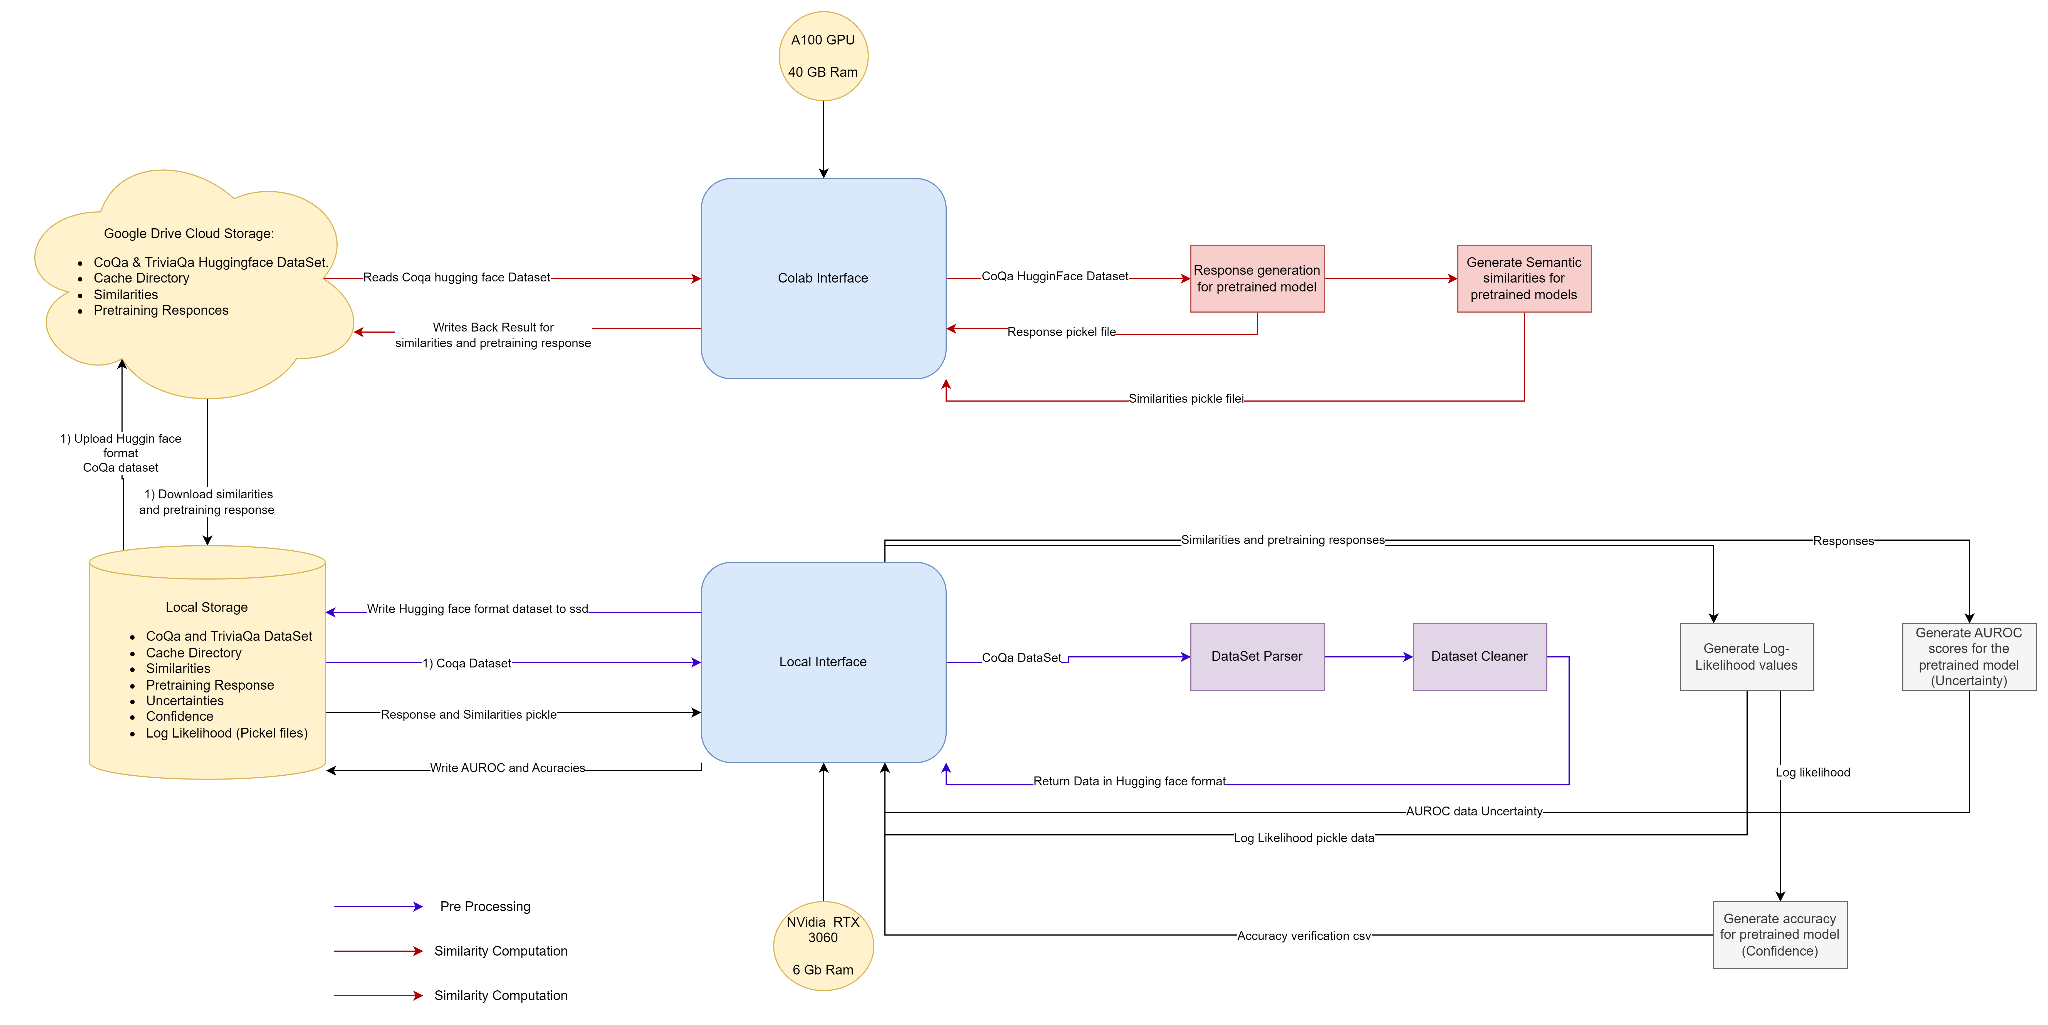 A100 GPU
40 GB Ram
Google Drive Cloud Storage:
CoQa & TriviaQa Huggingface DataSet.
Cache Directory
Similarities
Pretraining Responces
Reads Coqa hugging face Dataset
Writes Back Result for
similarities and pretraining response
Colab Interface
CoQa HugginFace Dataset
Response generation
for pretrained model
Generate Semantic
similarities for
pretrained models
Response pickel file
Similarities pickle filei
1) Upload Huggin face
format
CoQa dataset
1) Download similarities
and pretraining response
Similarities and pretraining responses
Responses
Local Storage
CoQa and TriviaQa DataSet
Cache Directory
Similarities
Pretraining Response
Uncertainties
Confidence
Log Likelihood (Pickel files)
Write Hugging face format dataset to ssd
1) Coqa Dataset
Response and Similarities pickle
Write AUROC and Acuracies
Local Interface
CoQa DataSet
DataSet Parser
Dataset Cleaner
Generate Log-
Likelihood values
Generate AUROC
scores for the
pretrained model
(Uncertainty)
Return Data in Hugging face format
Log likelihood
AUROC data Uncertainty
Log Likelihood pickle data
Generate accuracy
for pretrained model
(Confidence)
Accuracy verification csv
NVidia RTX
3060
6 Gb Ram
Pre Processing
Similarity Computation
Similarity Computation